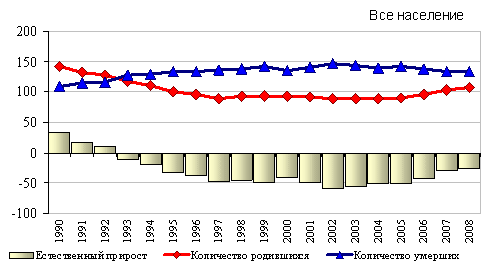 Все население
200
150
100
50
0
-50
-100
1990 1991 1992 1993 1994 1995 1996 1997 1998 1999 2000 2001 2002 2003 2004 2005 2006 2007 2008
Естественный прирост Количество родившихся Количество умерших